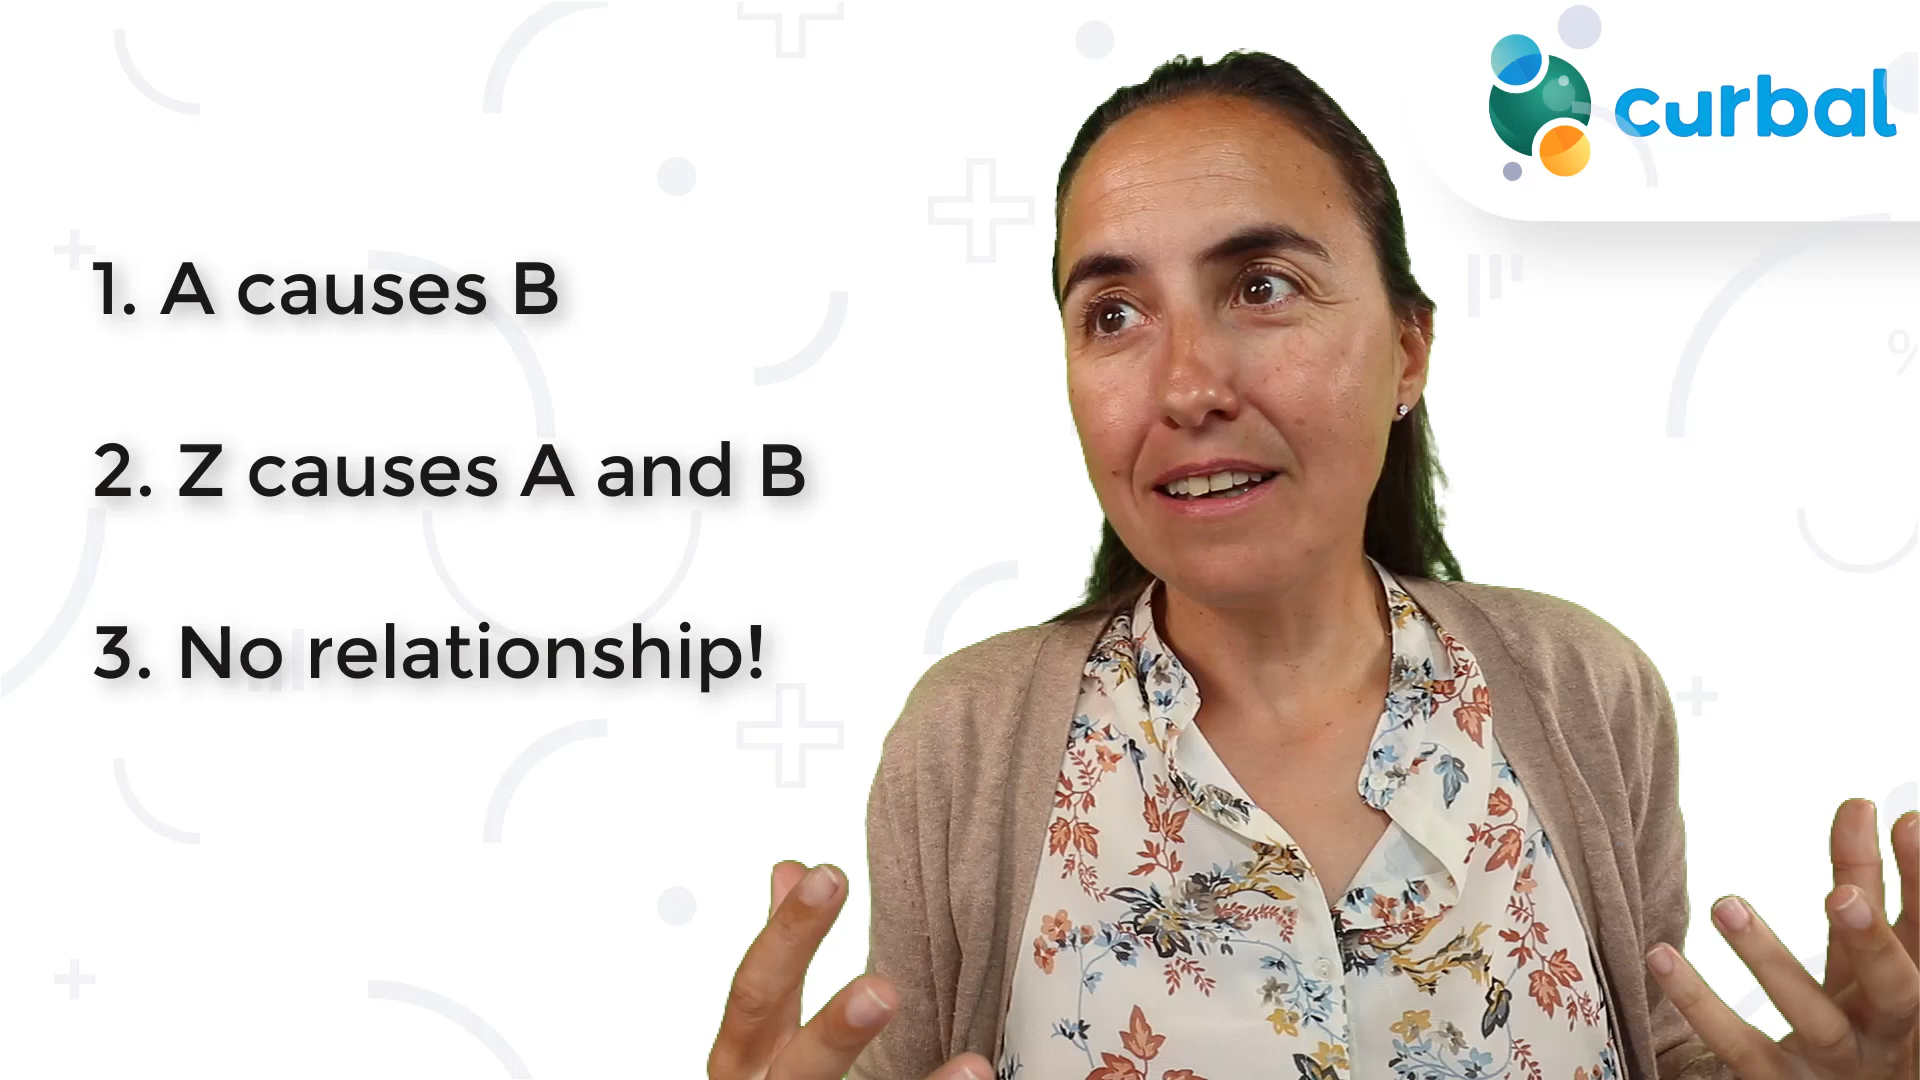 curbal
1. A causes B
2. Z causes A and B
3. No relationship!